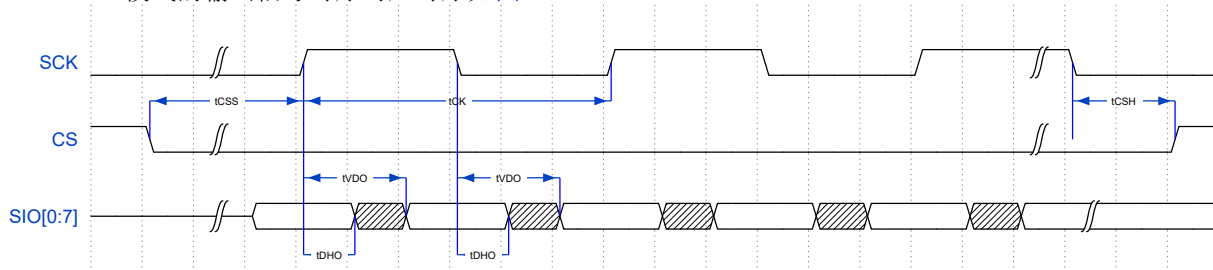 SCK
tCSS
tCK
tCSH
CS
tVDO
tVDO
SIO[0:7]
tDHO
tDHO